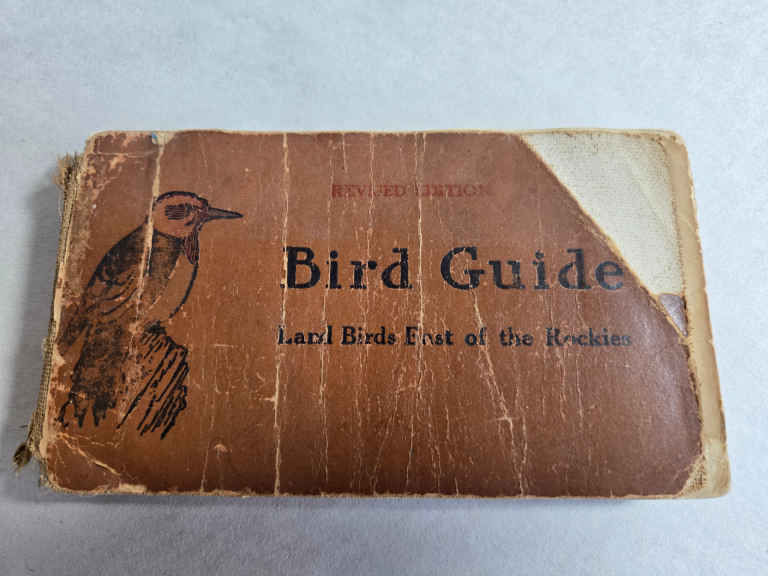 REVISED EDITION
Bird Guide
Land Birds East of the Rockies